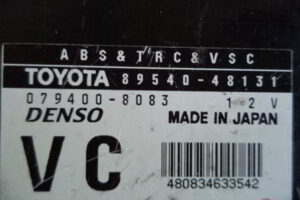 ABS & TRC & VSC
TOYOTA 89540-48131
079400-8083 12V
DENSO MADE IN JAPAN
VC
480834633542